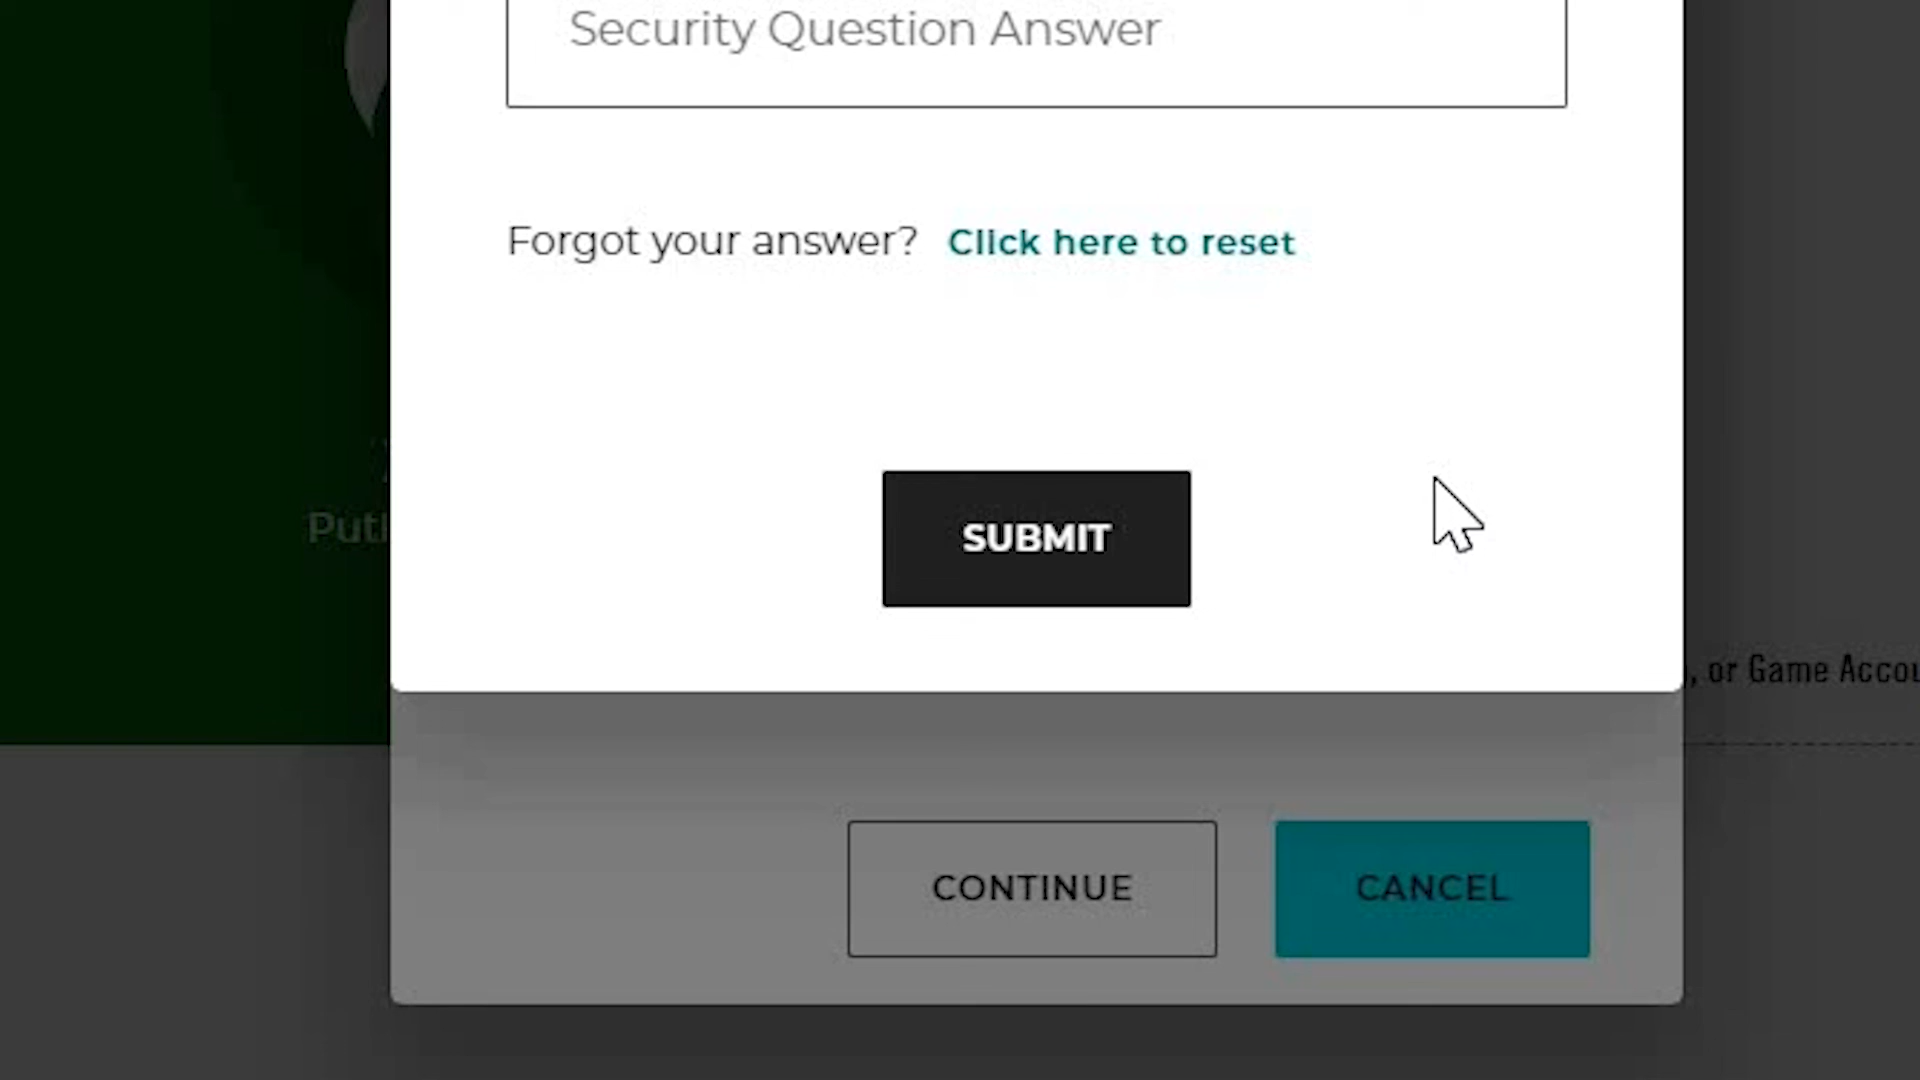 Security Question Answer
Forgot your answer? Click here to reset
SUBMIT
, or Game Accou
CONTINUE
CANCEL